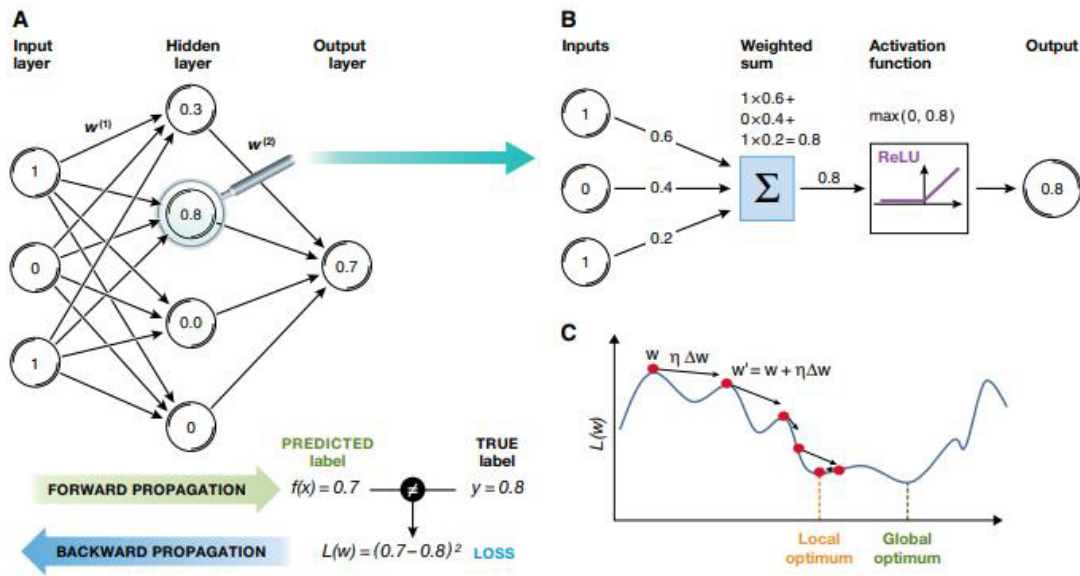 A
Input layer
Hidden layer
Output layer
w(1)
w(2)
1
0
1
0.3
0.8
0.0
0
0.7
PREDICTED label
TRUE label
FORWARD PROPAGATION
f(x) = 0.7
≠
y = 0.8
BACKWARD PROPAGATION
L(w) = (0.7 – 0.8)²
LOSS
B
Inputs
Weighted sum
Activation function
Output
1×0.6+
0×0.4+
1×0.2=0.8
max(0, 0.8)
1
0
1
0.6
0.4
0.2
Σ
0.8
ReLU
0.8
C
w
η Δw
w' = w + ηΔw
L(w)
Local optimum
Global optimum